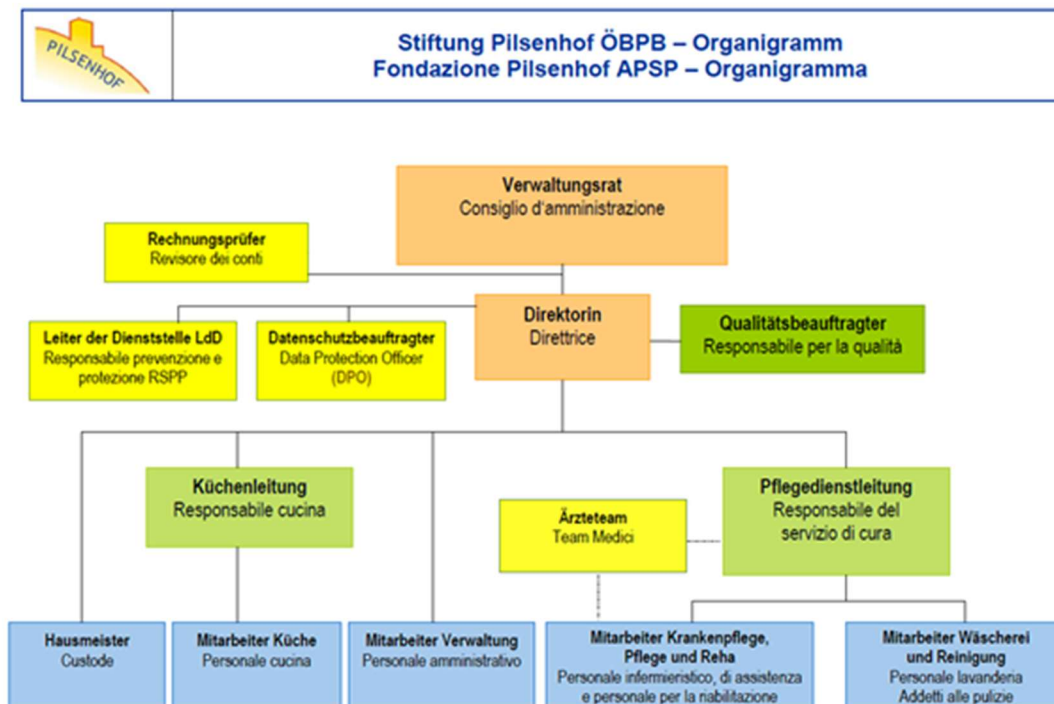 PILSENHOF
Stiftung Pilsenhof ÖBPB – Organigramm
Fondazione Pilsenhof APSP – Organigramma
Verwaltungsrat
Consiglio d'amministrazione
Rechnungsprüfer
Revisore dei conti
Direktorin
Direttrice
Qualitätsbeauftragter
Responsabile per la qualità
Leiter der Dienststelle LdD
Responsabile prevenzione e
protezione RSPP
Datenschutzbeauftragter
Data Protection Officer
(DPO)
Küchenleitung
Responsabile cucina
Pflegedienstleitung
Responsabile del
servizio di cura
Ärzteteam
Team Medici
Hausmeister
Custode
Mitarbeiter Küche
Personale cucina
Mitarbeiter Verwaltung
Personale amministrativo
Mitarbeiter Krankenpflege,
Pflege und Reha
Personale infermieristico, di assistenza
e personale per la riabilitazione
Mitarbeiter Wäscherei
und Reinigung
Personale lavanderia
Addetti alle pulizie